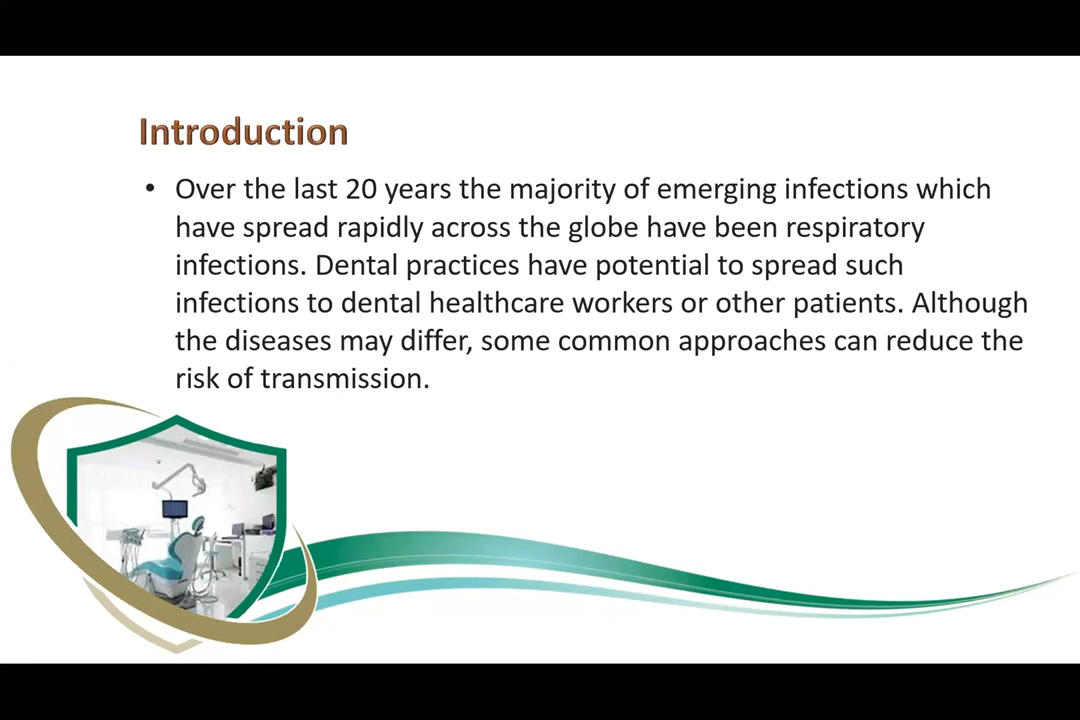 Introduction
• Over the last 20 years the majority of emerging infections which
have spread rapidly across the globe have been respiratory
infections. Dental practices have potential to spread such
infections to dental healthcare workers or other patients. Although
the diseases may differ, some common approaches can reduce the
risk of transmission.